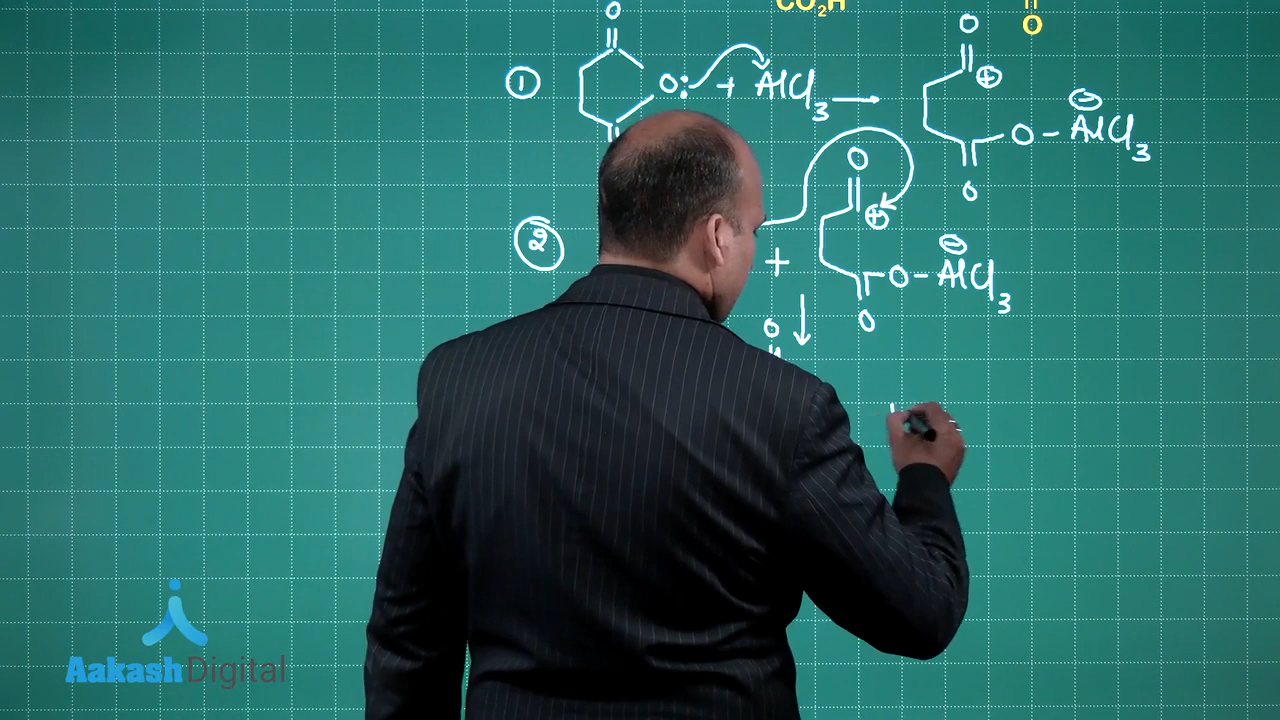 CO₂H
O
O
O
① O: + AlCl₃ → ⊕
O – AlCl₃ ⊖
O
O
② + ⊕
O – AlCl₃ ⊖
O
O
Aakash Digital